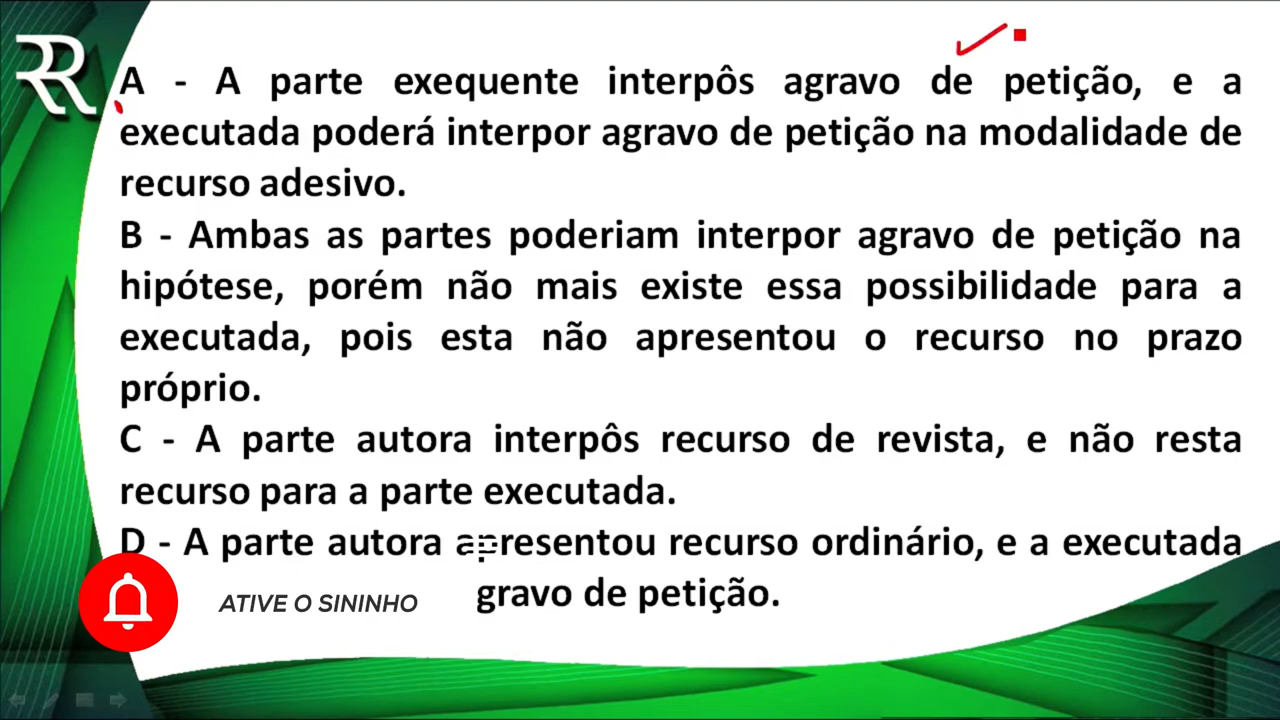 A - A parte exequente interpôs agravo de petição, e a
executada poderá interpor agravo de petição na modalidade de
recurso adesivo.
B - Ambas as partes poderiam interpor agravo de petição na
hipótese, porém não mais existe essa possibilidade para a
executada, pois esta não apresentou o recurso no prazo
próprio.
C - A parte autora interpôs recurso de revista, e não resta
recurso para a parte executada.
D - A parte autora apresentou recurso ordinário, e a executada
gravo de petição.
ATIVE O SININHO